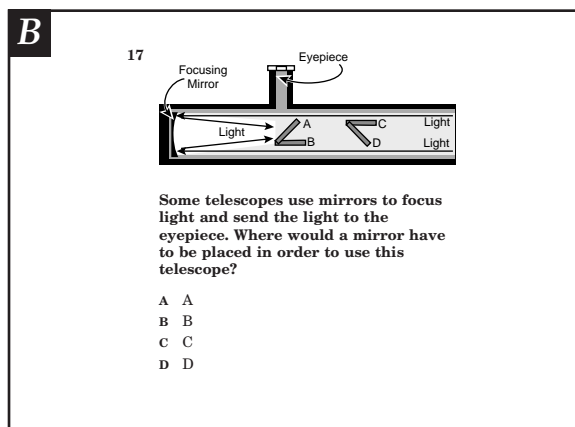 B
17
Eyepiece
Focusing
Mirror
Light
A
B
C
D
Light
Light
Some telescopes use mirrors to focus
light and send the light to the
eyepiece. Where would a mirror have
to be placed in order to use this
telescope?
A A
B B
C C
D D